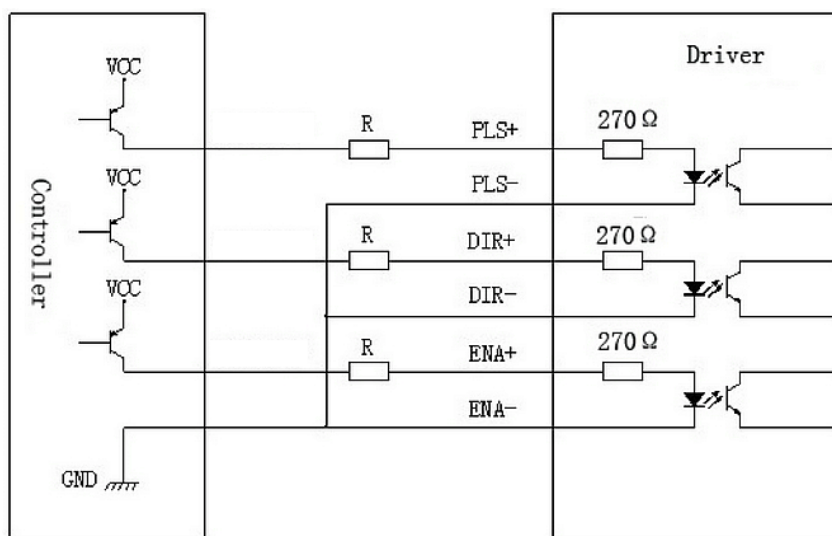 Driver
VCC
R
PLS+
270Ω
PLS-
VCC
R
DIR+
270Ω
Controller
DIR-
VCC
R
ENA+
270Ω
ENA-
GND